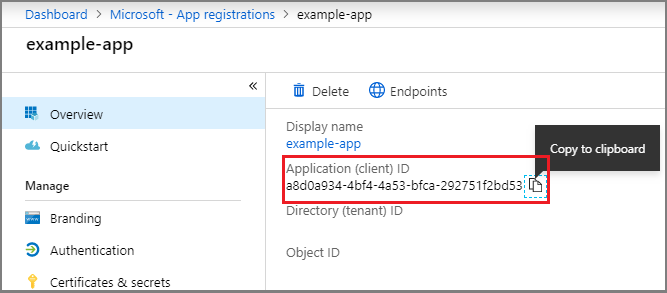 Dashboard > Microsoft - App registrations > example-app
example-app
«
Overview
Quickstart
Manage
Branding
Authentication
Certificates & secrets
Delete
Endpoints
Display name
example-app
Copy to clipboard
Application (client) ID
a8d0a934-4bf4-4a53-bfca-292751f2bd53
Directory (tenant) ID
Object ID